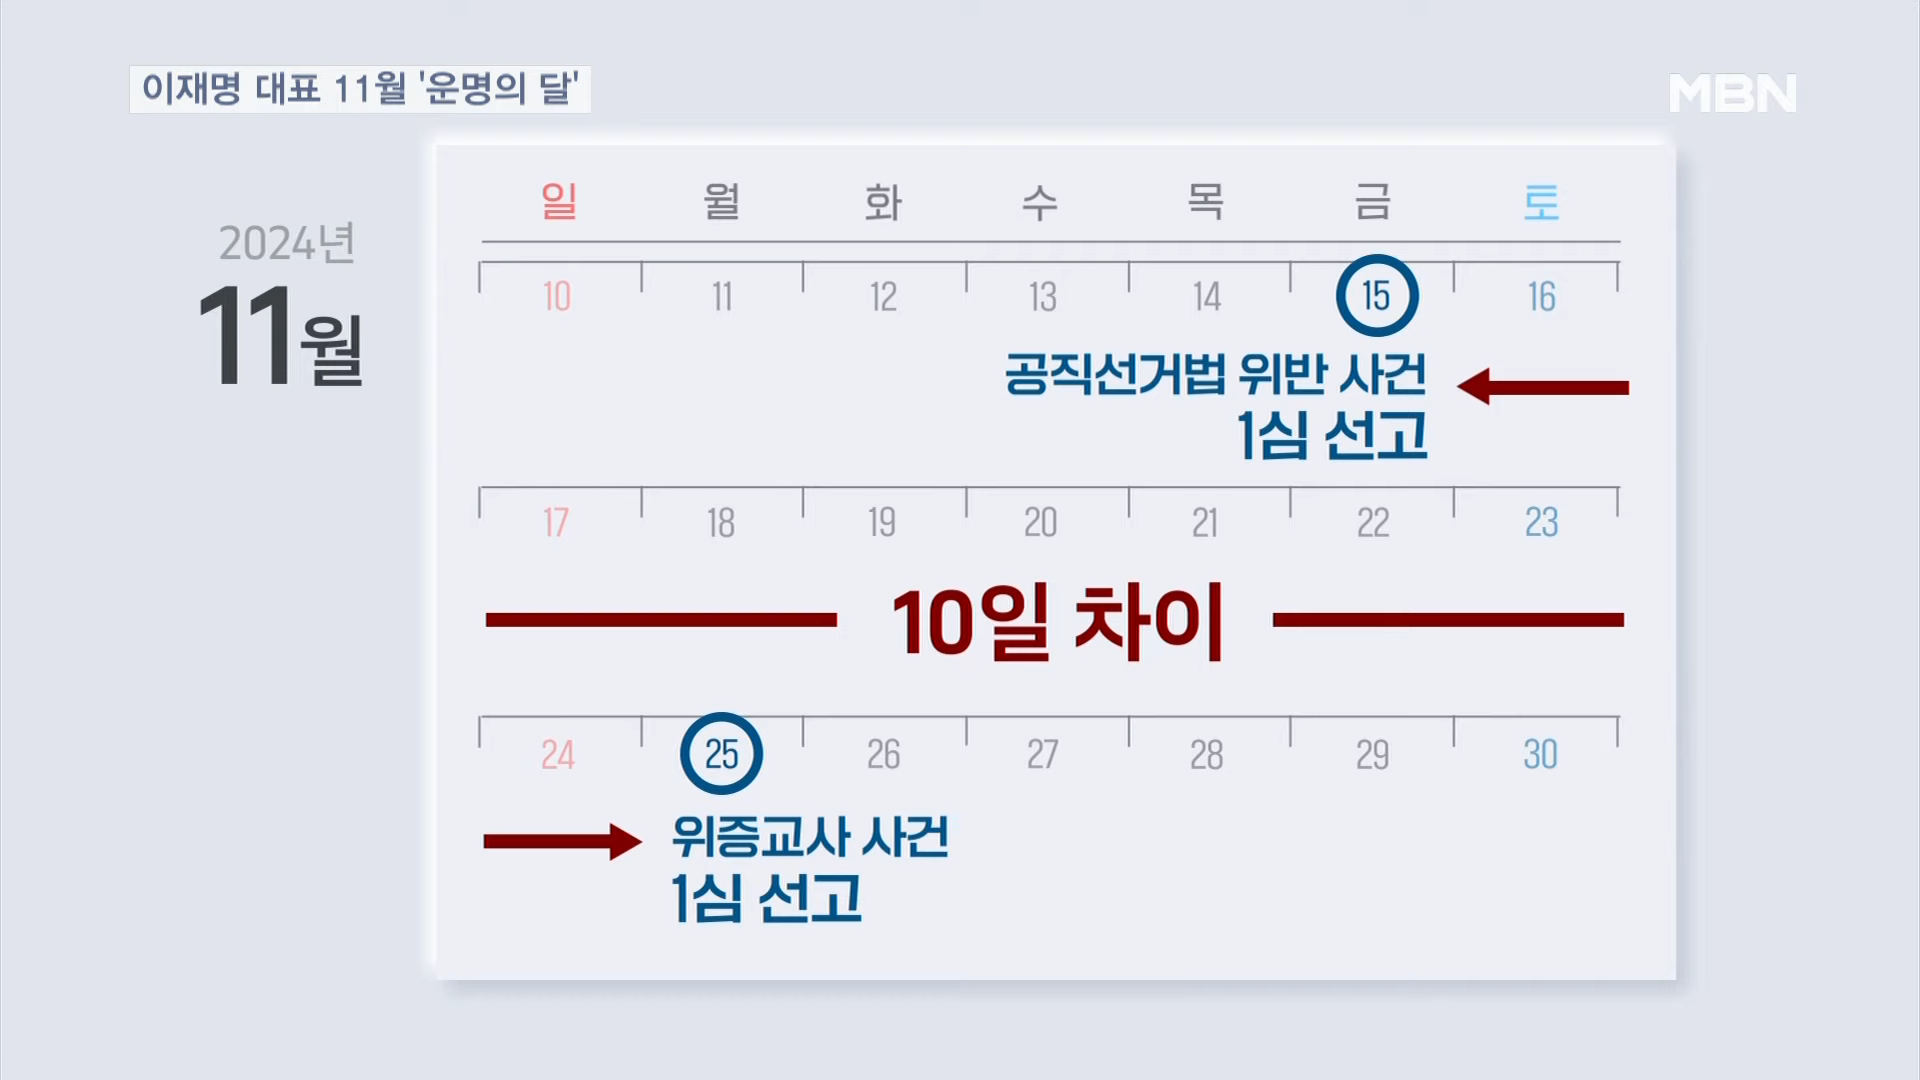 이재명 대표 11월 '운명의 달'
MBN
2024년
11월
일 월 화 수 목 금 토
10 11 12 13 14 15 16
공직선거법 위반 사건
1심 선고
17 18 19 20 21 22 23
10일 차이
24 25 26 27 28 29 30
위증교사 사건
1심 선고